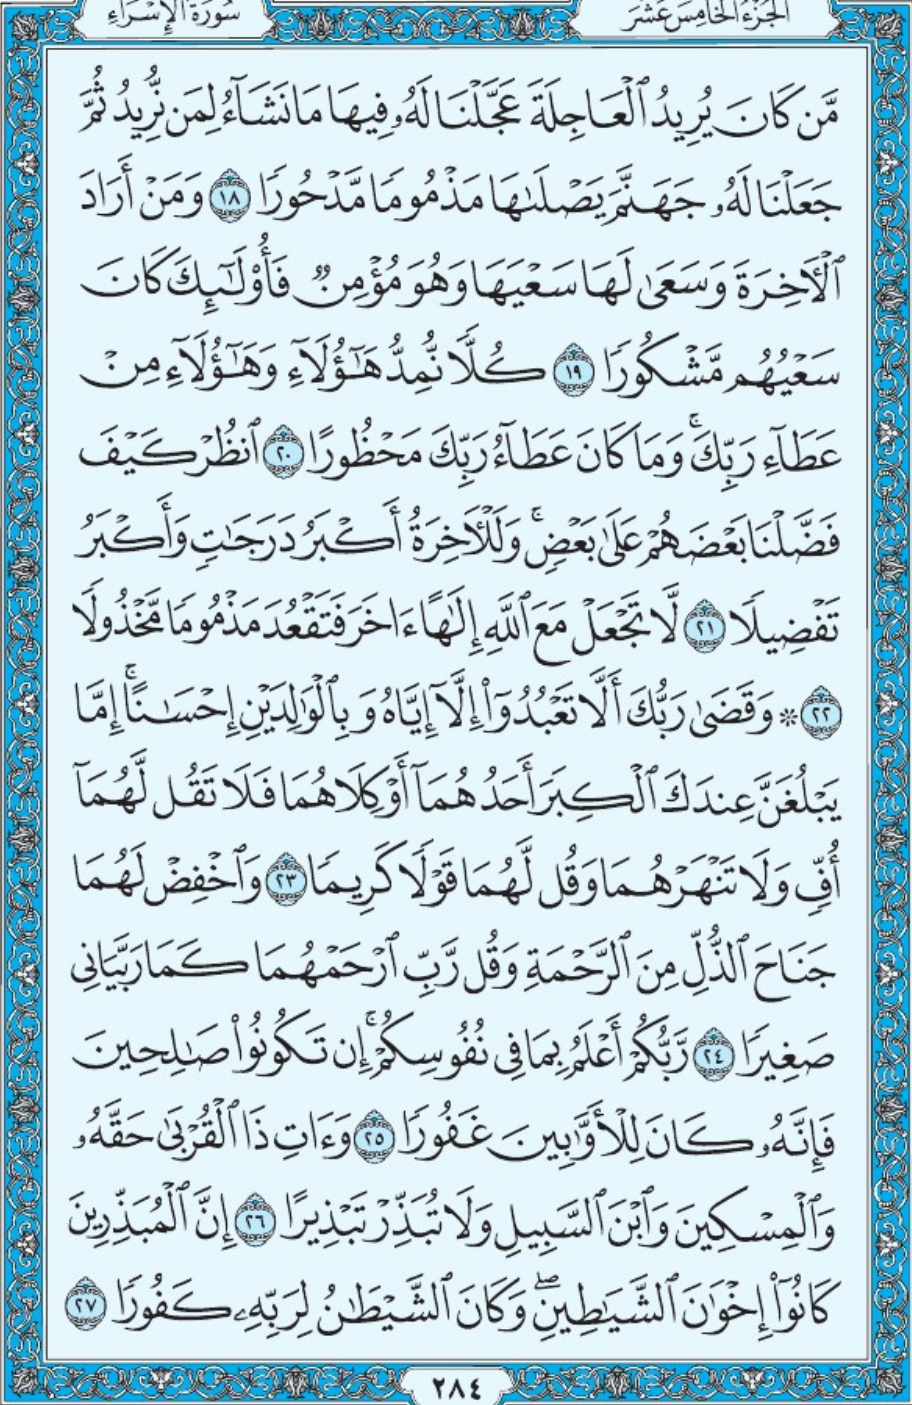 سُورَةُ الإِسْرَاءِ
الجُزْءُ الخَامِسَ عَشَرَ
مَّن كَانَ يُرِيدُ ٱلْعَاجِلَةَ عَجَّلْنَا لَهُۥ فِيهَا مَا نَشَآءُ لِمَن نُّرِيدُ ثُمَّ
جَعَلْنَا لَهُۥ جَهَنَّمَ يَصْلَىٰهَا مَذْمُومًا مَّدْحُورًا ١٨ وَمَنْ أَرَادَ
ٱلْأَخِرَةَ وَسَعَىٰ لَهَا سَعْيَهَا وَهُوَ مُؤْمِنٌ فَأُو۟لَـٰٓئِكَ كَانَ
سَعْيُهُم مَّشْكُورًا ١٩ كُلًّا نُّمِدُّ هَـٰٓؤُلَآءِ وَهَـٰٓؤُلَآءِ مِنْ
عَطَآءِ رَبِّكَ ۚ وَمَا كَانَ عَطَآءُ رَبِّكَ مَحْظُورًا ٢٠ ٱنظُرْ كَيْفَ
فَضَّلْنَا بَعْضَهُمْ عَلَىٰ بَعْضٍ ۚ وَلَلْأَخِرَةُ أَكْبَرُ دَرَجَـٰتٍ وَأَكْبَرُ
تَفْضِيلًا ٢١ لَّا تَجْعَلْ مَعَ ٱللَّهِ إِلَـٰهًا ءَاخَرَ فَتَقْعُدَ مَذْمُومًا مَّخْذُولًا
٢٢ * وَقَضَىٰ رَبُّكَ أَلَّا تَعْبُدُوٓا۟ إِلَّآ إِيَّاهُ وَبِٱلْوَٰلِدَيْنِ إِحْسَـٰنًا ۚ إِمَّا
يَبْلُغَنَّ عِندَكَ ٱلْكِبَرَ أَحَدُهُمَآ أَوْ كِلَاهُمَا فَلَا تَقُل لَّهُمَآ
أُفٍّ وَلَا تَنْهَرْهُمَا وَقُل لَّهُمَا قَوْلًا كَرِيمًا ٢٣ وَٱخْفِضْ لَهُمَا
جَنَاحَ ٱلذُّلِّ مِنَ ٱلرَّحْمَةِ وَقُل رَّبِّ ٱرْحَمْهُمَا كَمَا رَبَّيَانِى
صَغِيرًا ٢٤ رَّبُّكُمْ أَعْلَمُ بِمَا فِى نُفُوسِكُمْ ۚ إِن تَكُونُوا۟ صَـٰلِحِينَ
فَإِنَّهُۥ كَانَ لِلْأَوَّٰبِينَ غَفُورًا ٢٥ وَءَاتِ ذَا ٱلْقُرْبَىٰ حَقَّهُۥ
وَٱلْمِسْكِينَ وَٱبْنَ ٱلسَّبِيلِ وَلَا تُبَذِّرْ تَبْذِيرًا ٢٦ إِنَّ ٱلْمُبَذِّرِينَ
كَانُوٓا۟ إِخْوَٰنَ ٱلشَّيَـٰطِينِ ۖ وَكَانَ ٱلشَّيْطَـٰنُ لِرَبِّهِۦ كَفُورًا ٢٧
٢٨٤